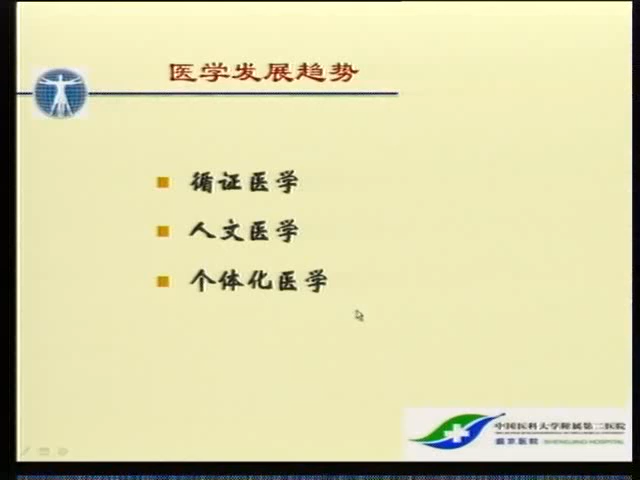 医学发展趋势
循证医学
人文医学
个体化医学
中国医科大学附属第二医院
盛京医院 SHENGJING HOSPITAL